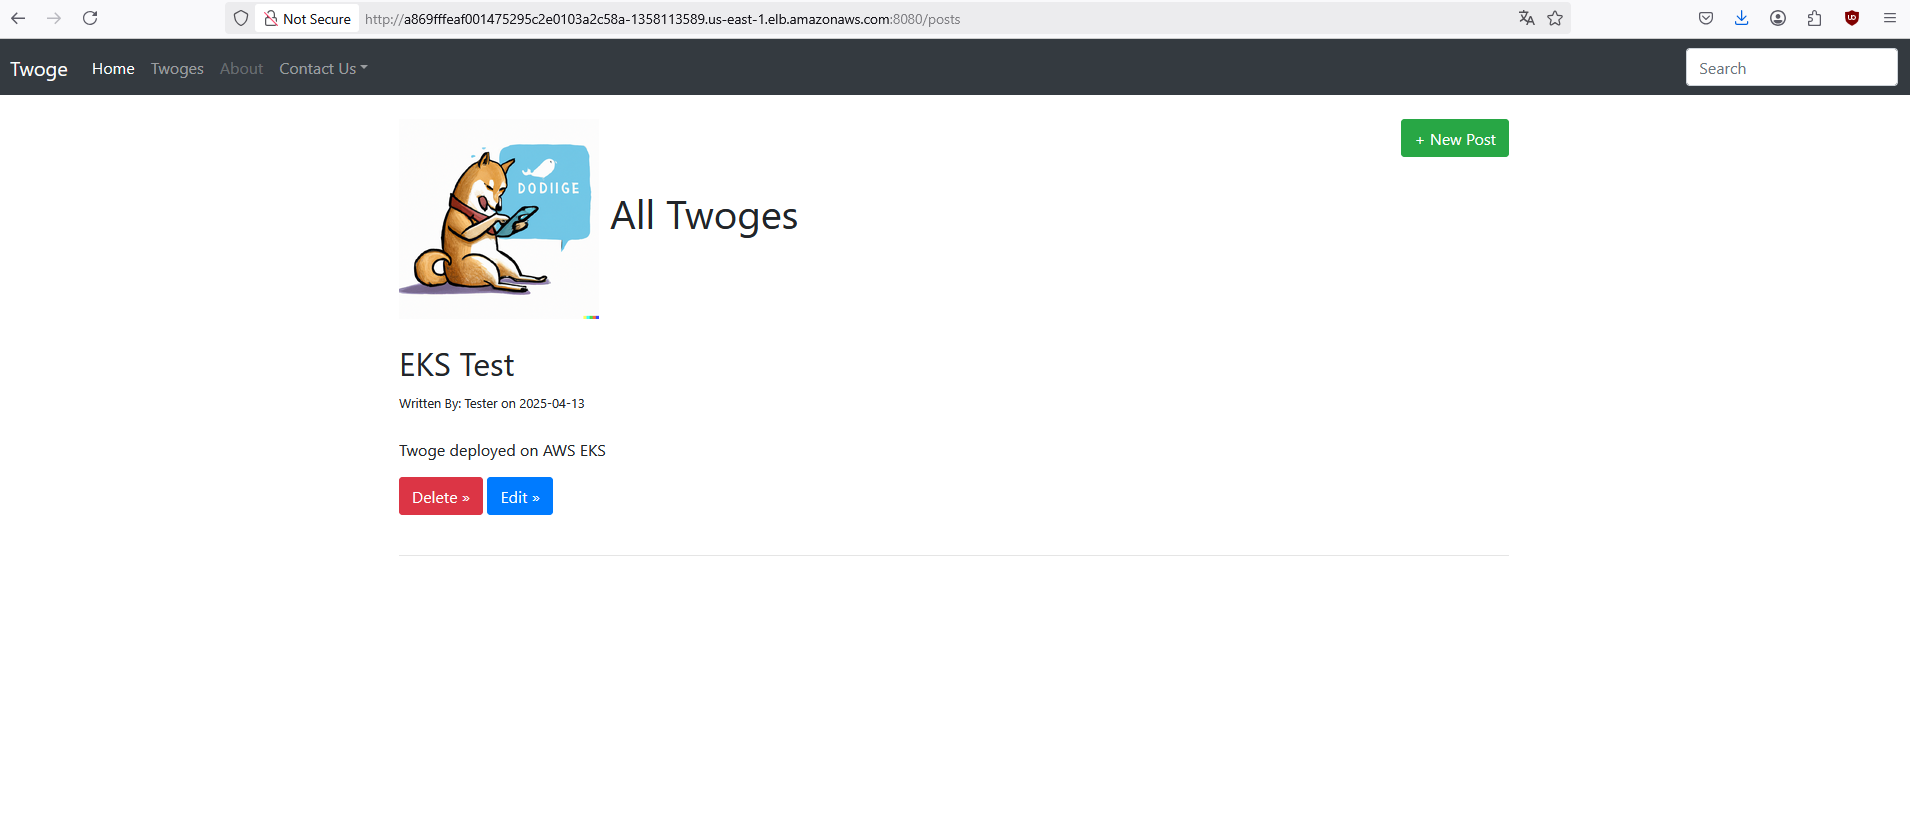 Not Secure http://a869fffeaf001475295c2e0103a2c58a-1358113589.us-east-1.elb.amazonaws.com:8080/posts
Twoge Home Twoges About Contact Us Search
+ New Post
DODIIGE
All Twoges
EKS Test
Written By: Tester on 2025-04-13
Twoge deployed on AWS EKS
Delete » Edit »